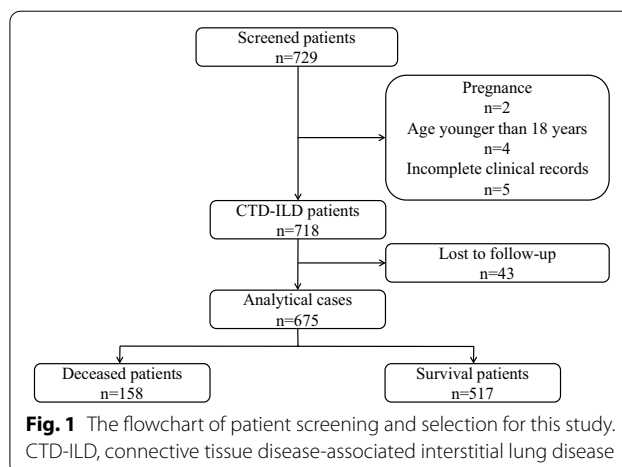 Screened patients
n=729
Pregnance
n=2
Age younger than 18 years
n=4
Incomplete clinical records
n=5
CTD-ILD patients
n=718
Lost to follow-up
n=43
Analytical cases
n=675
Deceased patients
n=158
Survival patients
n=517
Fig. 1 The flowchart of patient screening and selection for this study.
CTD-ILD, connective tissue disease-associated interstitial lung disease